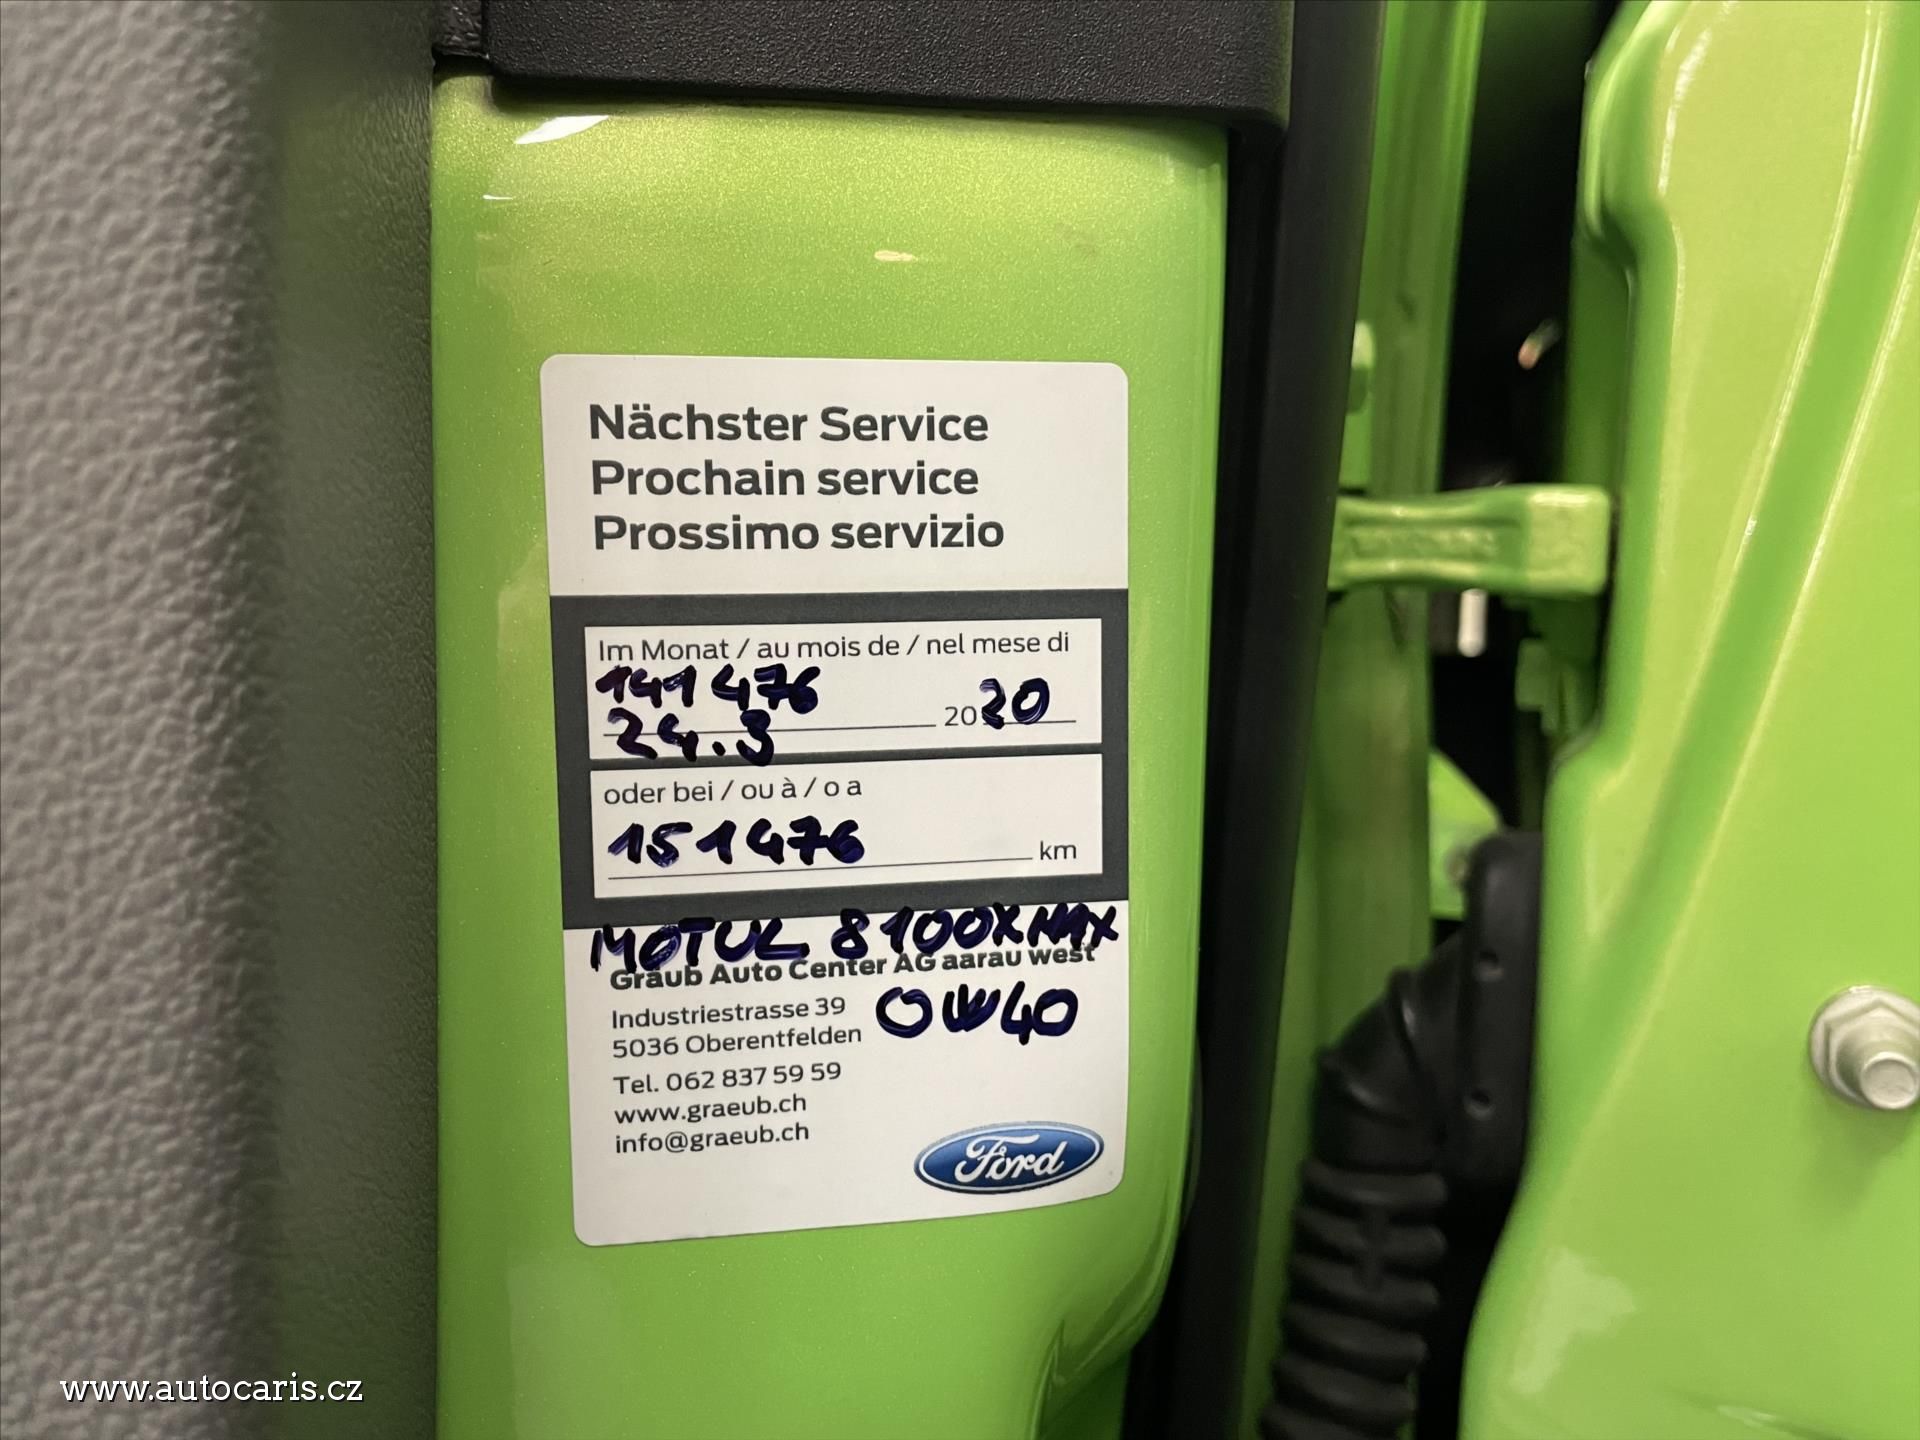 Nächster Service
Prochain service
Prossimo servizio
Im Monat / au mois de / nel mese di
141476
24.3 2020
oder bei / ou à / o a
151476 km
MOTUL 8100XMAX
Gräub Auto Center AG aarau west
Industriestrasse 39 0W40
5036 Oberentfelden
Tel. 062 837 59 59
www.graeub.ch
info@graeub.ch
Ford
www.autocaris.cz